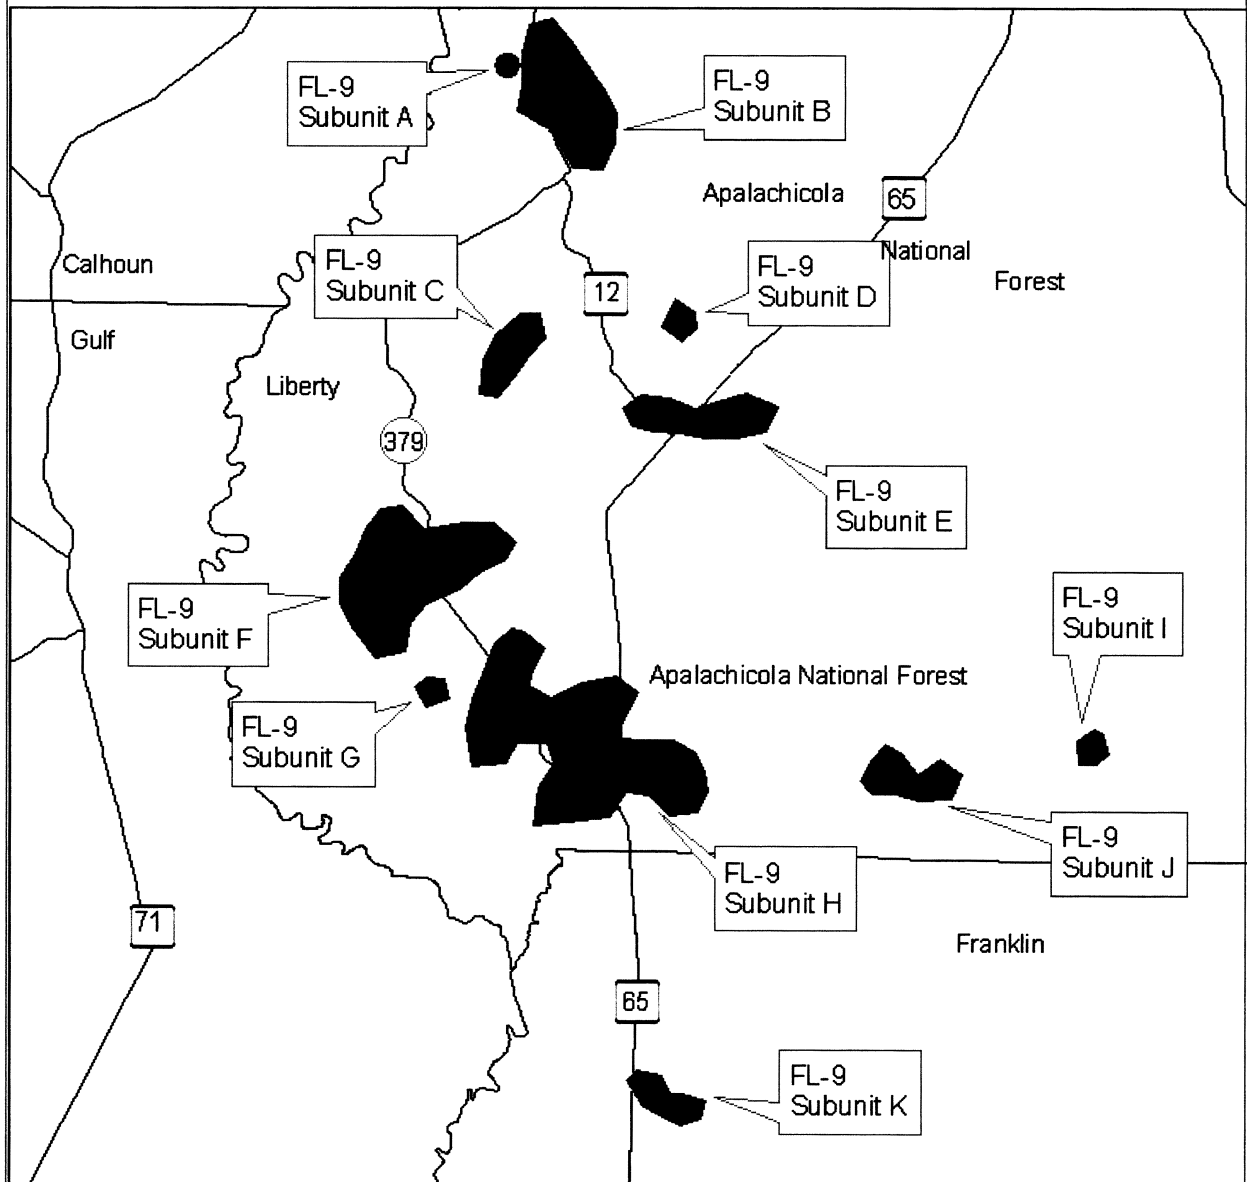 FL-9
Subunit A
FL-9
Subunit B
Apalachicola
65
National
Forest
Calhoun
FL-9
Subunit C
FL-9
Subunit D
12
Gulf
Liberty
379
FL-9
Subunit E
FL-9
Subunit F
FL-9
Subunit I
Apalachicola National Forest
FL-9
Subunit G
FL-9
Subunit J
FL-9
Subunit H
71
Franklin
65
FL-9
Subunit K